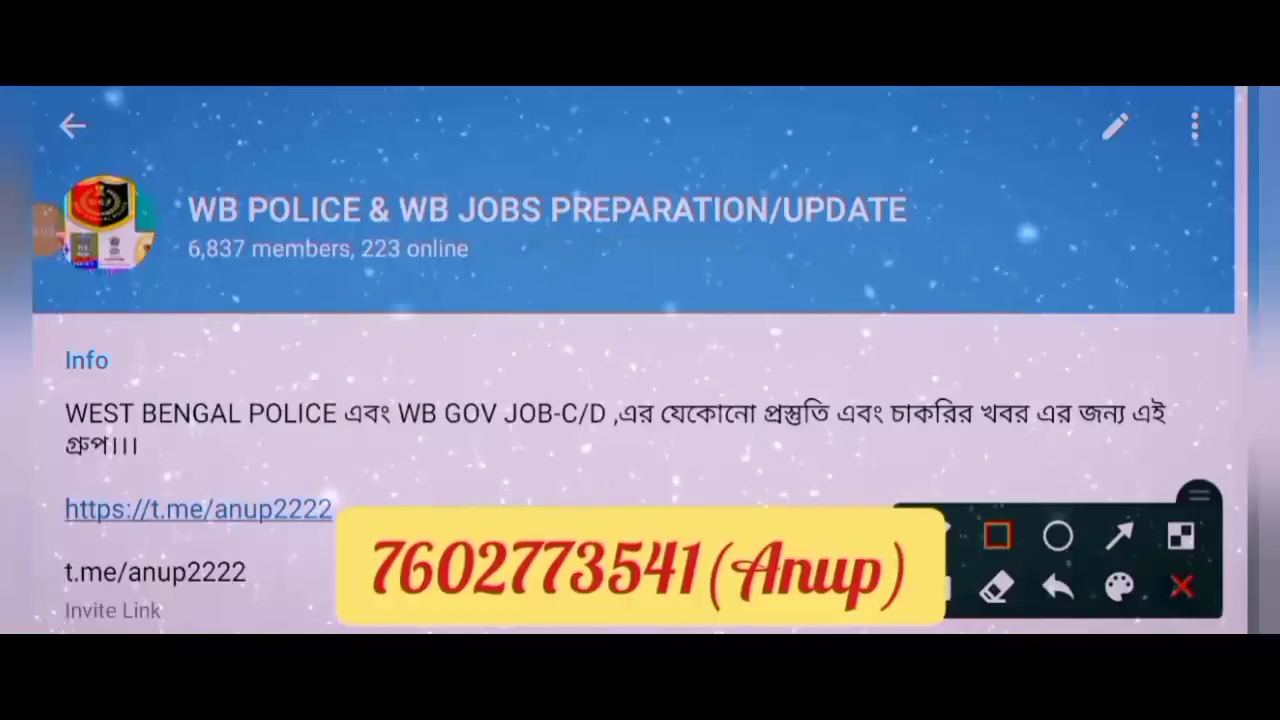 WB POLICE & WB JOBS PREPARATION/UPDATE
6,837 members, 223 online
Info
WEST BENGAL POLICE এবং WB GOV JOB-C/D ,এর যেকোনো প্রস্তুতি এবং চাকরির খবর এর জন্য এই
গ্রুপ।।।
https://t.me/anup2222
7602773541(Anup)
t.me/anup2222
Invite Link